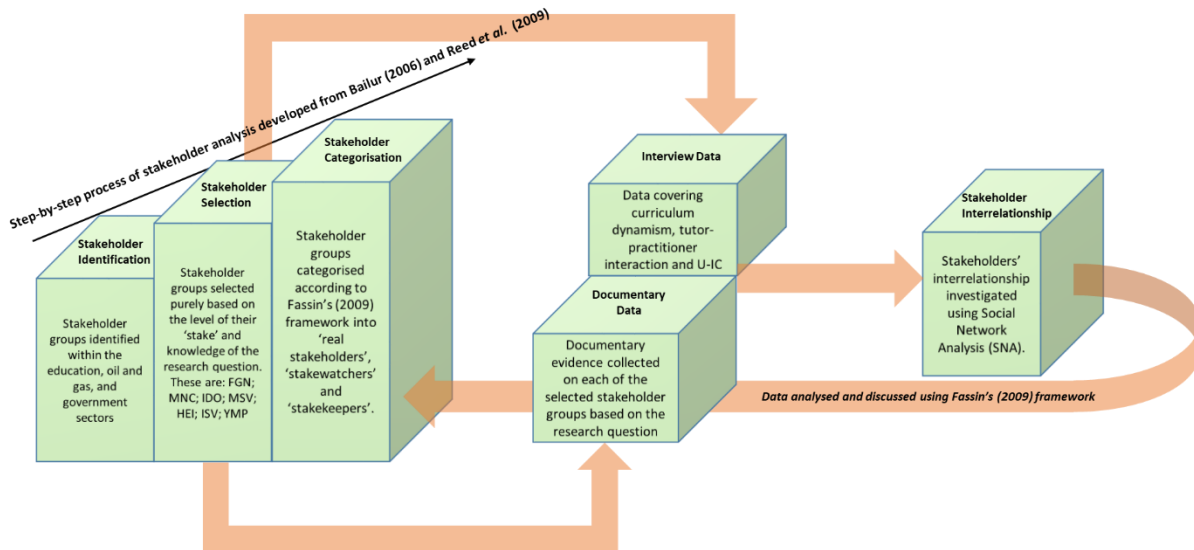 Step-by-step process of stakeholder analysis developed from Bailur (2006) and Reed et al. (2009)
Stakeholder
Identification
Stakeholder
groups identified
within the
education, oil and
gas, and
government
sectors
Stakeholder
Selection
Stakeholder
groups selected
purely based on
the level of their
‘stake’ and
knowledge of the
research question.
These are: FGN;
MNC; IDO; MSV;
HEI; ISV; YMP
Stakeholder
Categorisation
Stakeholder
groups
categorised
according to
Fassin’s (2009)
framework into
‘real
stakeholders’,
‘stakewatchers’
and
‘stakekeepers’.
Interview Data
Data covering
curriculum
dynamism, tutor-
practitioner
interaction and U-IC
Documentary
Data
Documentary
evidence collected
on each of the
selected stakeholder
groups based on the
research question
Stakeholder
Interrelationship
Stakeholders’
interrelationship
investigated
using Social
Network
Analysis (SNA).
Data analysed and discussed using Fassin’s (2009) framework